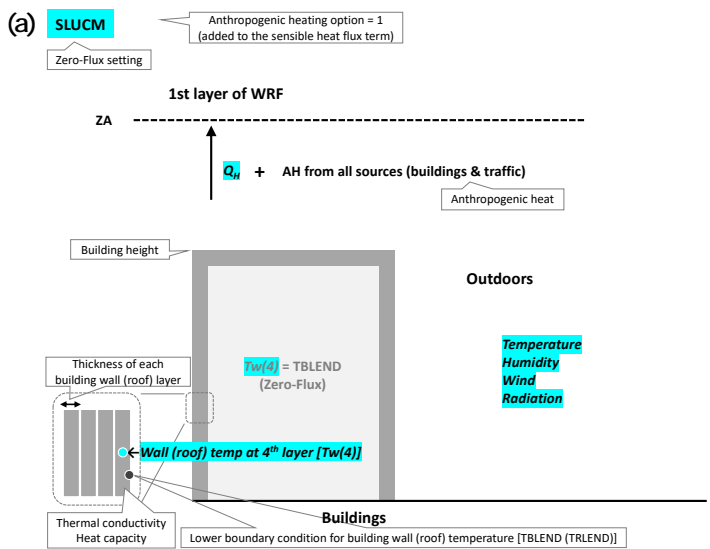 (a)
SLUCM
Anthropogenic heating option = 1
(added to the sensible heat flux term)
Zero-Flux setting
1st layer of WRF
ZA
QH + AH from all sources (buildings & traffic)
Anthropogenic heat
Building height
Outdoors
Thickness of each
building wall (roof) layer
Tw(4) = TBLEND
(Zero-Flux)
Temperature
Humidity
Wind
Radiation
Wall (roof) temp at 4th layer [Tw(4)]
Thermal conductivity
Heat capacity
Buildings
Lower boundary condition for building wall (roof) temperature [TBLEND (TRLEND)]